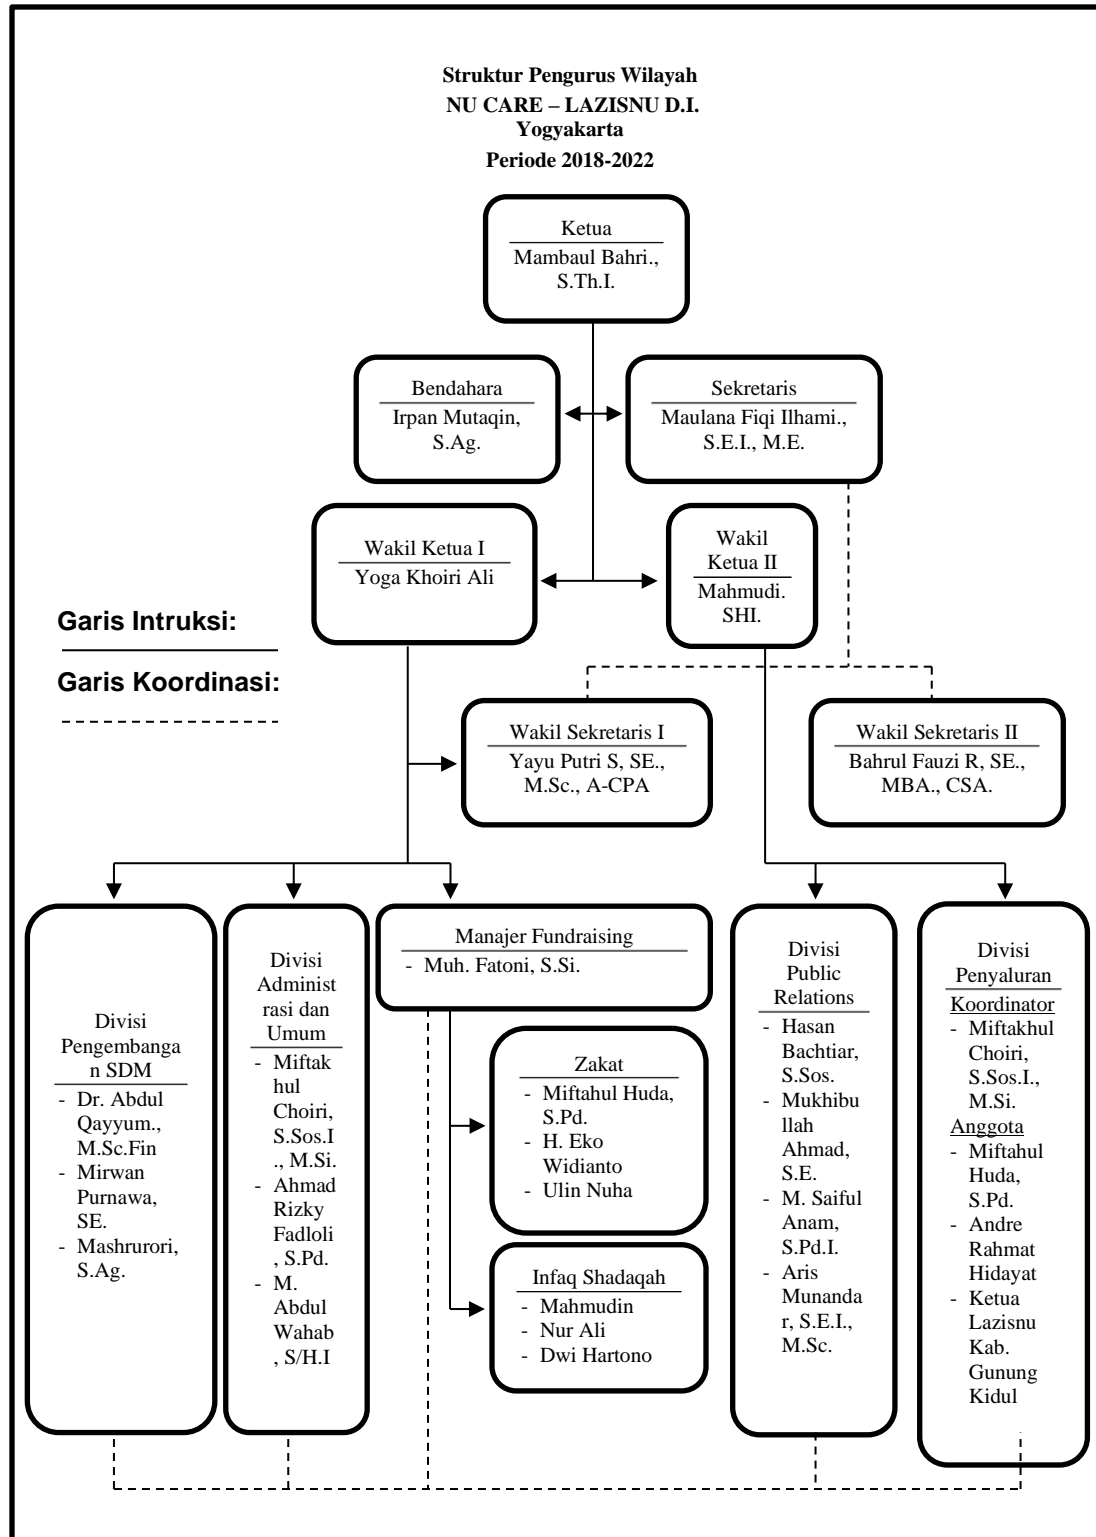 Struktur Pengurus Wilayah
NU CARE – LAZISNU D.I.
Yogyakarta
Periode 2018-2022
Ketua
Mambaul Bahri.,
S.Th.I.
Bendahara
Irpan Mutaqin,
S.Ag.
Sekretaris
Maulana Fiqi Ilhami.,
S.E.I., M.E.
Wakil Ketua I
Yoga Khoiri Ali
Wakil
Ketua II
Mahmudi.
SHI.
Garis Intruksi:
Garis Koordinasi:
Wakil Sekretaris I
Yayu Putri S, SE.,
M.Sc., A-CPA
Wakil Sekretaris II
Bahrul Fauzi R, SE.,
MBA., CSA.
Divisi
Pengembanga
n SDM
- Dr. Abdul
Qayyum.,
M.Sc.Fin
- Mirwan
Purnawa,
SE.
- Mashrurori,
S.Ag.
Divisi
Administ
rasi dan
Umum
- Miftak
hul
Choiri,
S.Sos.I
., M.Si.
- Ahmad
Rizky
Fadloli
, S.Pd.
- M.
Abdul
Wahab
, S/H.I
Manajer Fundraising
- Muh. Fatoni, S.Si.
Zakat
- Miftahul Huda,
S.Pd.
- H. Eko
Widianto
- Ulin Nuha
Infaq Shadaqah
- Mahmudin
- Nur Ali
- Dwi Hartono
Divisi
Public
Relations
- Hasan
Bachtiar,
S.Sos.
- Mukhibu
llah
Ahmad,
S.E.
- M. Saiful
Anam,
S.Pd.I.
- Aris
Munanda
r, S.E.I.,
M.Sc.
Divisi
Penyaluran
Koordinator
- Miftakhul
Choiri,
S.Sos.I.,
M.Si.
Anggota
- Miftahul
Huda,
S.Pd.
- Andre
Rahmat
Hidayat
- Ketua
Lazisnu
Kab.
Gunung
Kidul